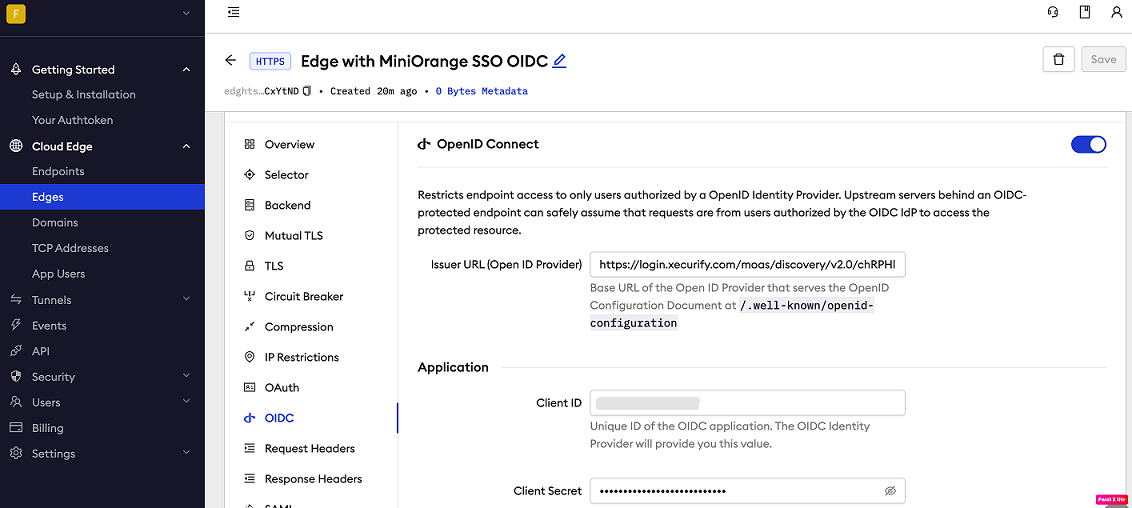 F
Getting Started
Setup & Installation
Your Authtoken
Cloud Edge
Endpoints
Edges
Domains
TCP Addresses
App Users
Tunnels
Events
API
Security
Users
Billing
Settings
HTTPS Edge with MiniOrange SSO OIDC
Save
edghts…CxYtND • Created 20m ago • 0 Bytes Metadata
Overview
Selector
Backend
Mutual TLS
TLS
Circuit Breaker
Compression
IP Restrictions
OAuth
OIDC
Request Headers
Response Headers
SAML
OpenID Connect
Restricts endpoint access to only users authorized by a OpenID Identity Provider. Upstream servers behind an OIDC-
protected endpoint can safely assume that requests are from users authorized by the OIDC IdP to access the
protected resource.
Issuer URL (Open ID Provider) https://login.xecurify.com/moas/discovery/v2.0/chRPHI
Base URL of the Open ID Provider that serves the OpenID
Configuration Document at /.well-known/openid-
configuration
Application
Client ID
Unique ID of the OIDC application. The OIDC Identity
Provider will provide you this value.
Client Secret ••••••••••••••••••••••••••••
Paint X lite